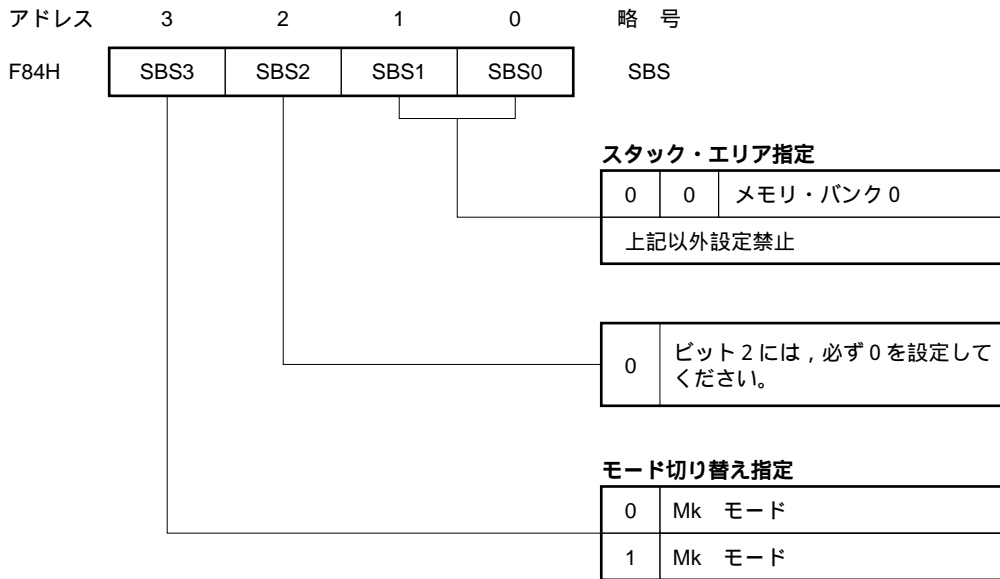 アドレス 3 2 1 0 略 号
F84H SBS3 SBS2 SBS1 SBS0 SBS
スタック・エリア指定
0 0 メモリ・バンク0
上記以外設定禁止
0 ビット2には,必ず0を設定して
ください。
モード切り替え指定
0 Mk モード
1 Mk モード